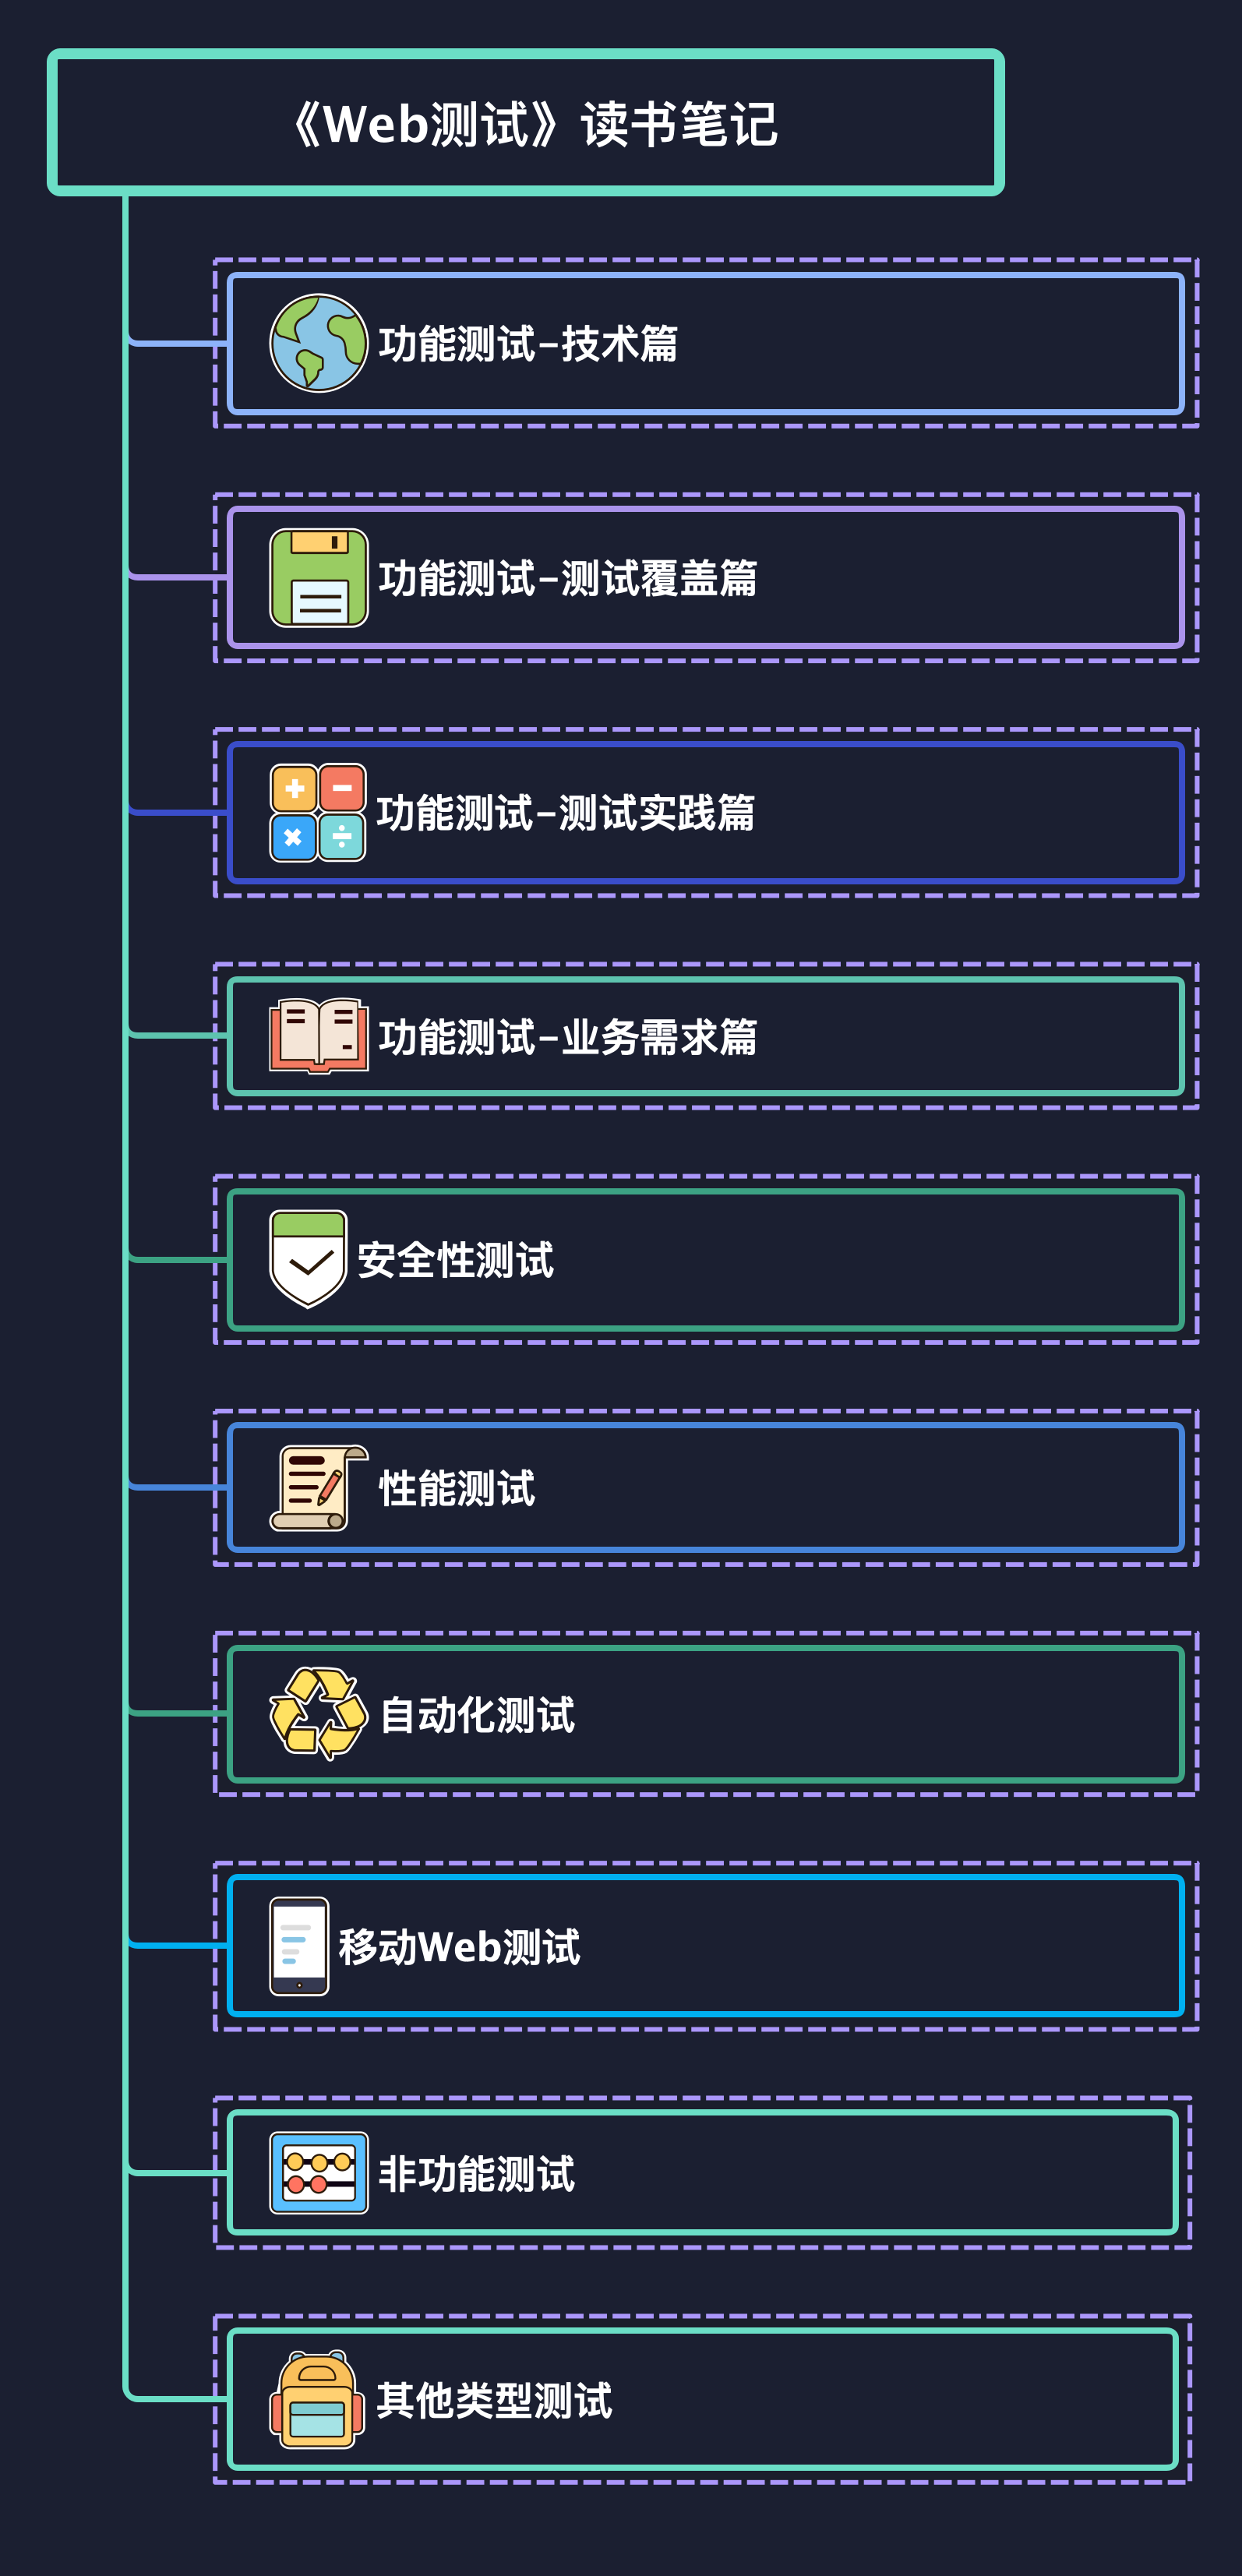 《Web测试》读书笔记
功能测试-技术篇
功能测试-测试覆盖篇
功能测试-测试实践篇
功能测试-业务需求篇
安全性测试
性能测试
自动化测试
移动Web测试
非功能测试
其他类型测试